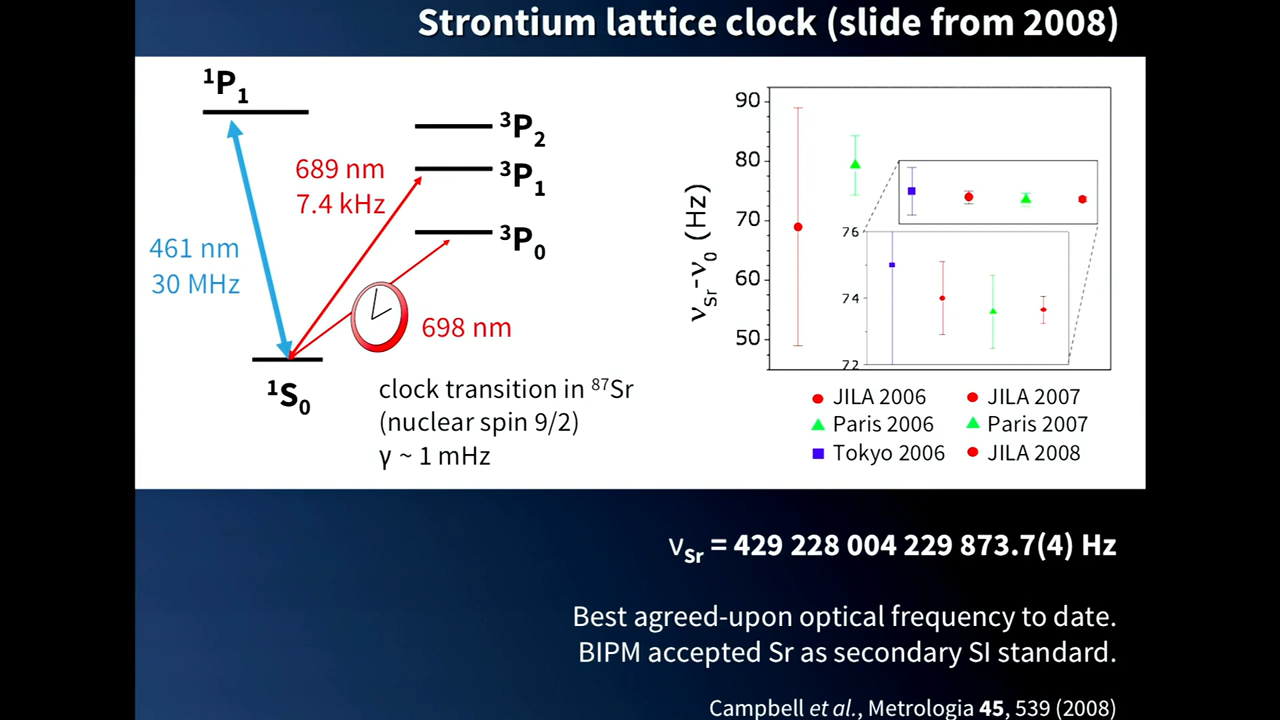 Strontium lattice clock (slide from 2008)
¹P₁
³P₂
689 nm
7.4 kHz
³P₁
³P₀
461 nm
30 MHz
698 nm
¹S₀
clock transition in ⁸⁷Sr
(nuclear spin 9/2)
γ ~ 1 mHz
νSr-ν₀ (Hz)
90
80
70
60
50
76
74
72
JILA 2006
JILA 2007
Paris 2006
Paris 2007
Tokyo 2006
JILA 2008
νSr = 429 228 004 229 873.7(4) Hz
Best agreed-upon optical frequency to date.
BIPM accepted Sr as secondary SI standard.
Campbell et al., Metrologia 45, 539 (2008)